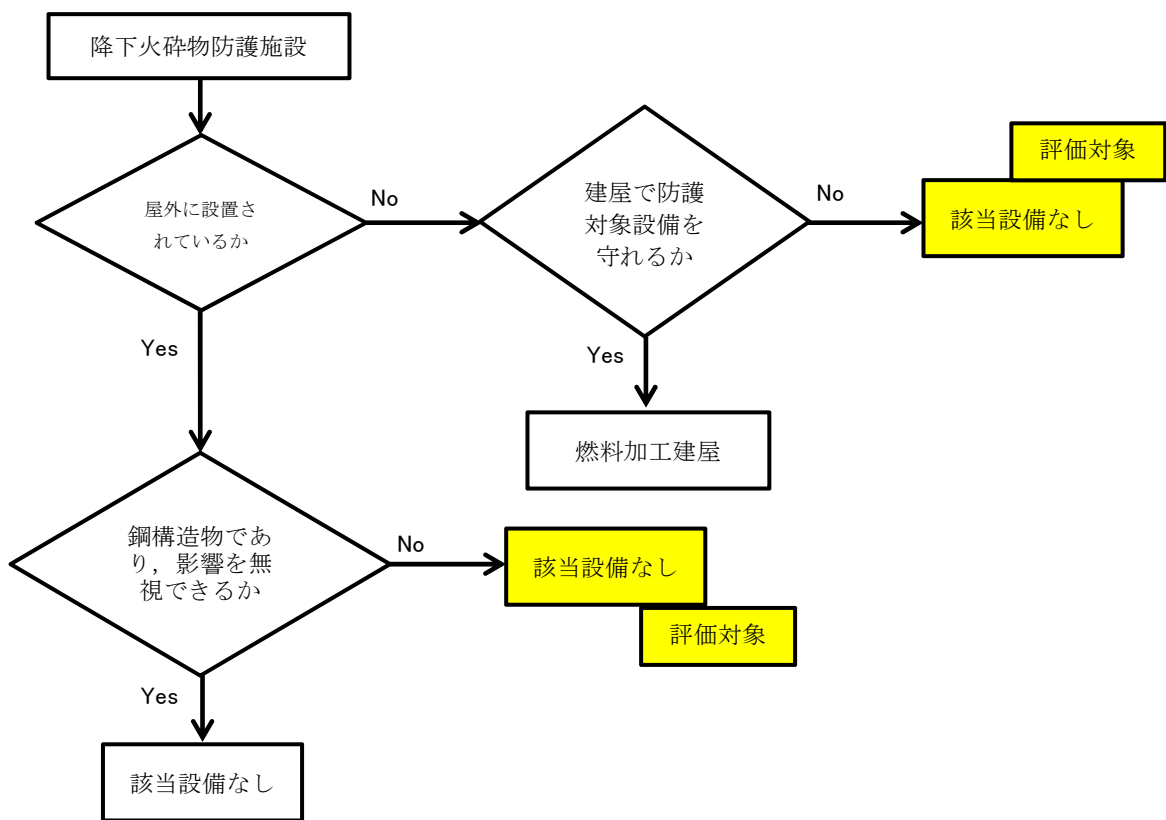 降下火砕物防護施設
屋外に設置さ
れているか
No
建屋で防護
対象設備を
守れるか
No
評価対象
該当設備なし
Yes
Yes
燃料加工建屋
鋼構造物であ
り，影響を無
視できるか
No
該当設備なし
評価対象
Yes
該当設備なし